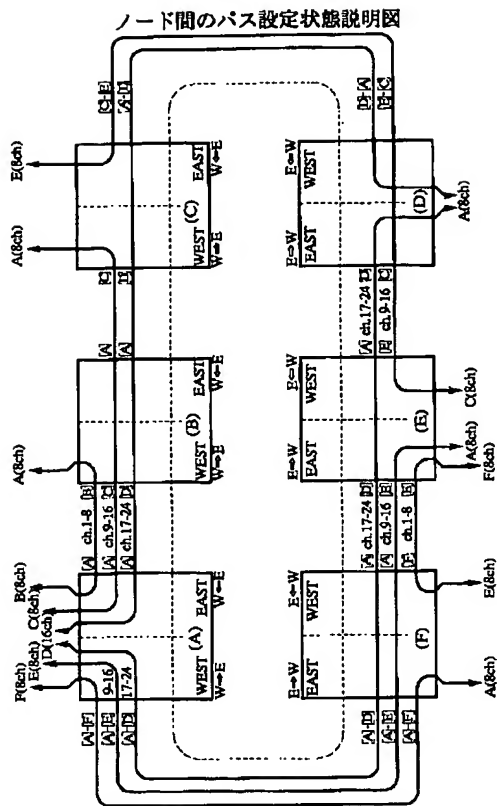 ノード間のパス設定状態説明図
E(8ch)
A(8ch)
A(8ch)
B(8ch)
C(8ch)
D(16ch)
E(8ch)
F(8ch)
[C]-[E]
[A]-[D]
[C]
[D]
[A]
[A]
[A] ch.1-8 [B]
[A] ch.9-16 [C]
[A] ch.17-24 [D]
9-16
17-24
[A]-[F]
[A]-[E]
[A]-[D]
(C)
WEST EAST
W⇔E W⇔E
(B)
WEST EAST
W⇔E W⇔E
(A)
WEST EAST
W⇔E W⇔E
[D]-[A]
[E]-[C]
E⇔W E⇔W
EAST WEST
(D)
A(8ch)
[A] ch.17-24 [D]
[E] ch.9-16 [C]
E⇔W E⇔W
EAST WEST
(E)
C(8ch)
A(8ch)
F(8ch)
[A] ch.17-24 [D]
[A] ch.9-16 [E]
[F] ch.1-8 [E]
E⇔W E⇔W
EAST WEST
(F)
E(8ch)
A(8ch)
[A]-[D]
[A]-[E]
[A]-[F]